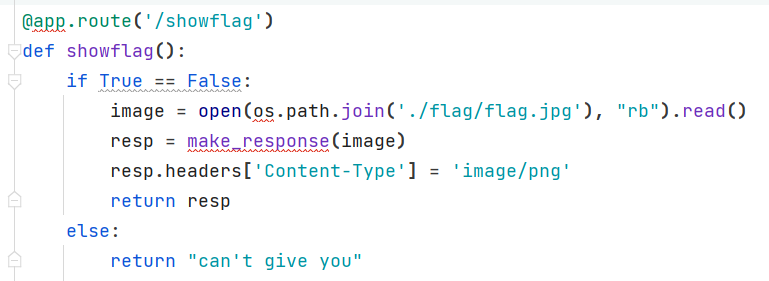 @app.route('/showflag')
def showflag():
    if True == False:
        image = open(os.path.join('./flag/flag.jpg'), "rb").read()
        resp = make_response(image)
        resp.headers['Content-Type'] = 'image/png'
        return resp
    else:
        return "can't give you"